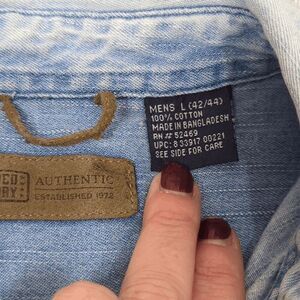 MENS L (42/44)
100% COTTON
MADE IN BANGLADESH
RN # 52469
UPC: 8 33917 00221
SEE SIDE FOR CARE
AUTHENTIC
ESTABLISHED 1972